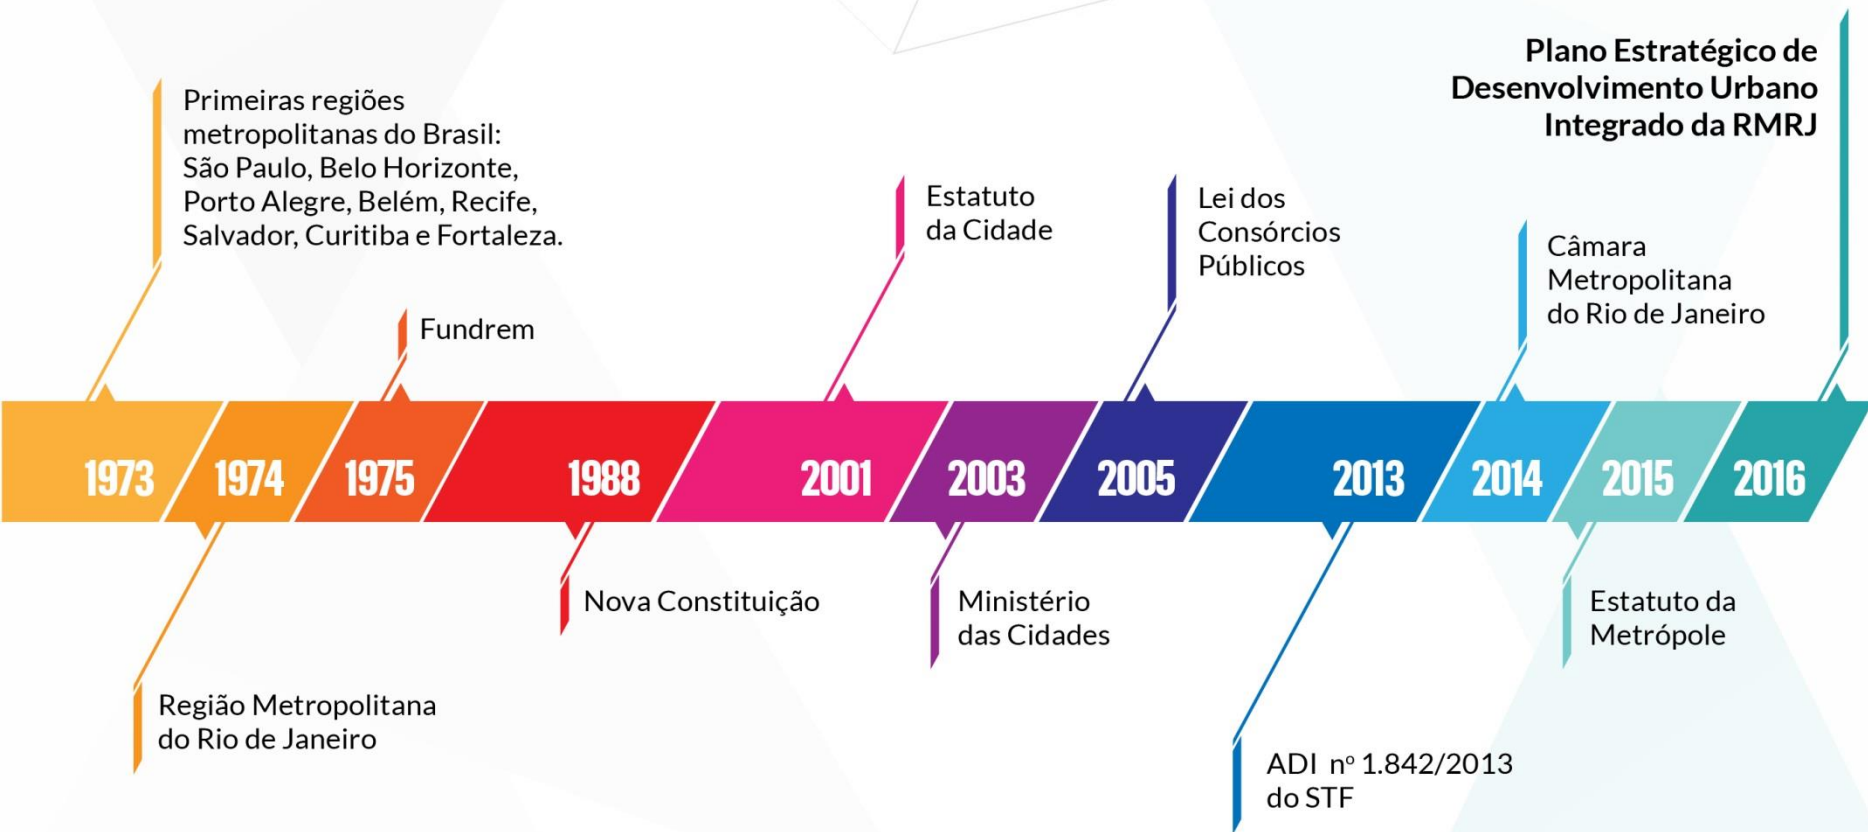 Plano Estratégico de
Desenvolvimento Urbano
Integrado da RMRJ
Primeiras regiões
metropolitanas do Brasil:
São Paulo, Belo Horizonte,
Porto Alegre, Belém, Recife,
Salvador, Curitiba e Fortaleza.
Estatuto
da Cidade
Lei dos
Consórcios
Públicos
Câmara
Metropolitana
do Rio de Janeiro
Fundrem
1973
1974
1975
1988
2001
2003
2005
2013
2014
2015
2016
Nova Constituição
Ministério
das Cidades
Estatuto da
Metrópole
Região Metropolitana
do Rio de Janeiro
ADI nº 1.842/2013
do STF